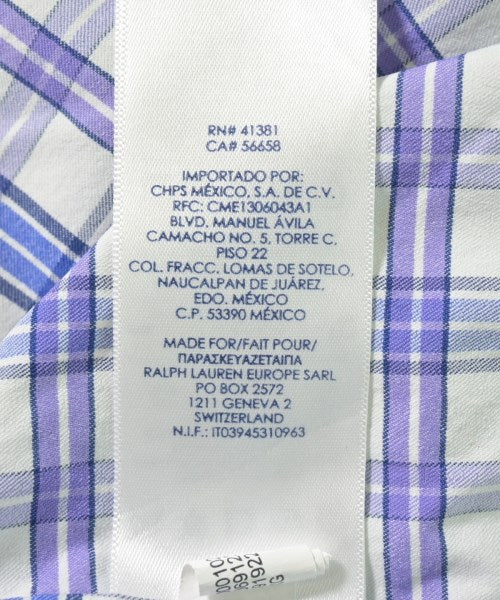 RN# 41381
CA# 56658
IMPORTADO POR:
CHPS MÉXICO, S.A. DE C.V.
RFC: CME1306043A1
BLVD. MANUEL ÁVILA
CAMACHO NO. 5, TORRE C,
PISO 22
COL. FRACC. LOMAS DE SOTELO,
NAUCALPAN DE JUÁREZ,
EDO. MÉXICO
C.P. 53390 MÉXICO
MADE FOR/FAIT POUR/
ΠΑΡΑΣΚΕΥΑΖΕΤΑΙΓΙΑ
RALPH LAUREN EUROPE SARL
PO BOX 2572
1211 GENEVA 2
SWITZERLAND
N.I.F.: IT03945310963